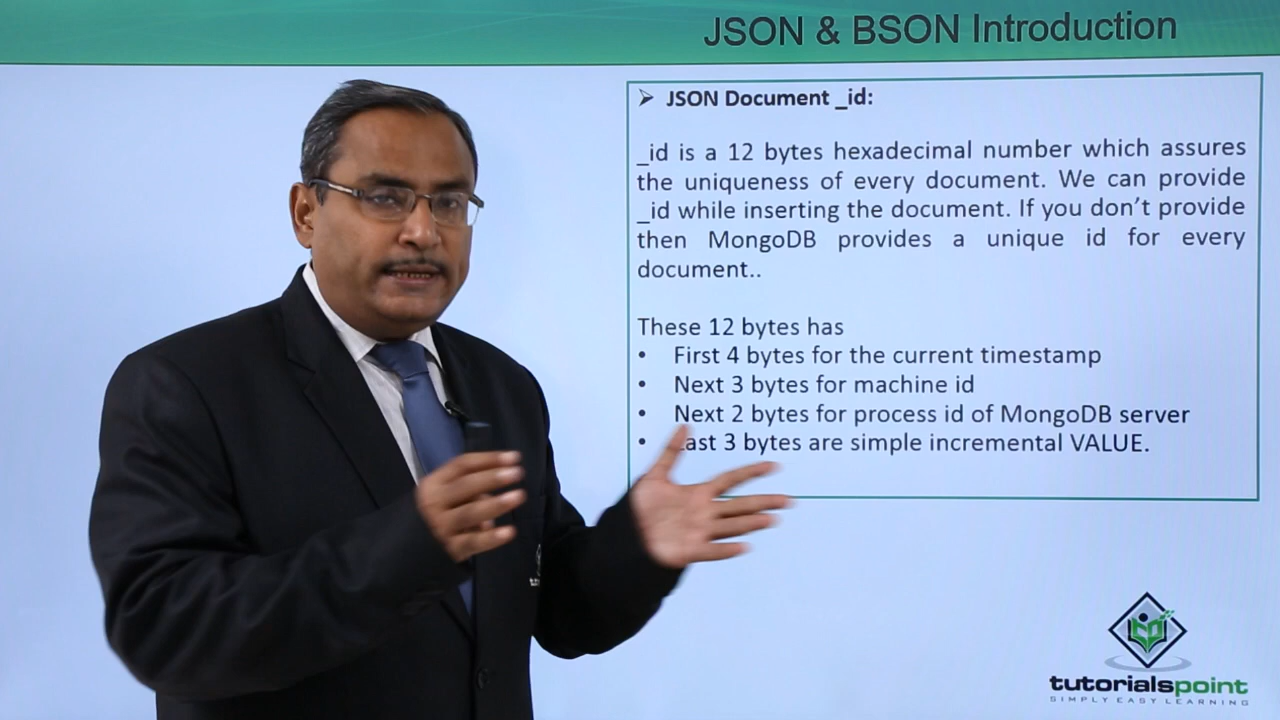 JSON & BSON Introduction
➢ JSON Document _id:
_id is a 12 bytes hexadecimal number which assures
the uniqueness of every document. We can provide
_id while inserting the document. If you don’t provide
then MongoDB provides a unique id for every
document..
These 12 bytes has
• First 4 bytes for the current timestamp
• Next 3 bytes for machine id
• Next 2 bytes for process id of MongoDB server
• Last 3 bytes are simple incremental VALUE.
tutorialspoint
SIMPLY EASY LEARNING